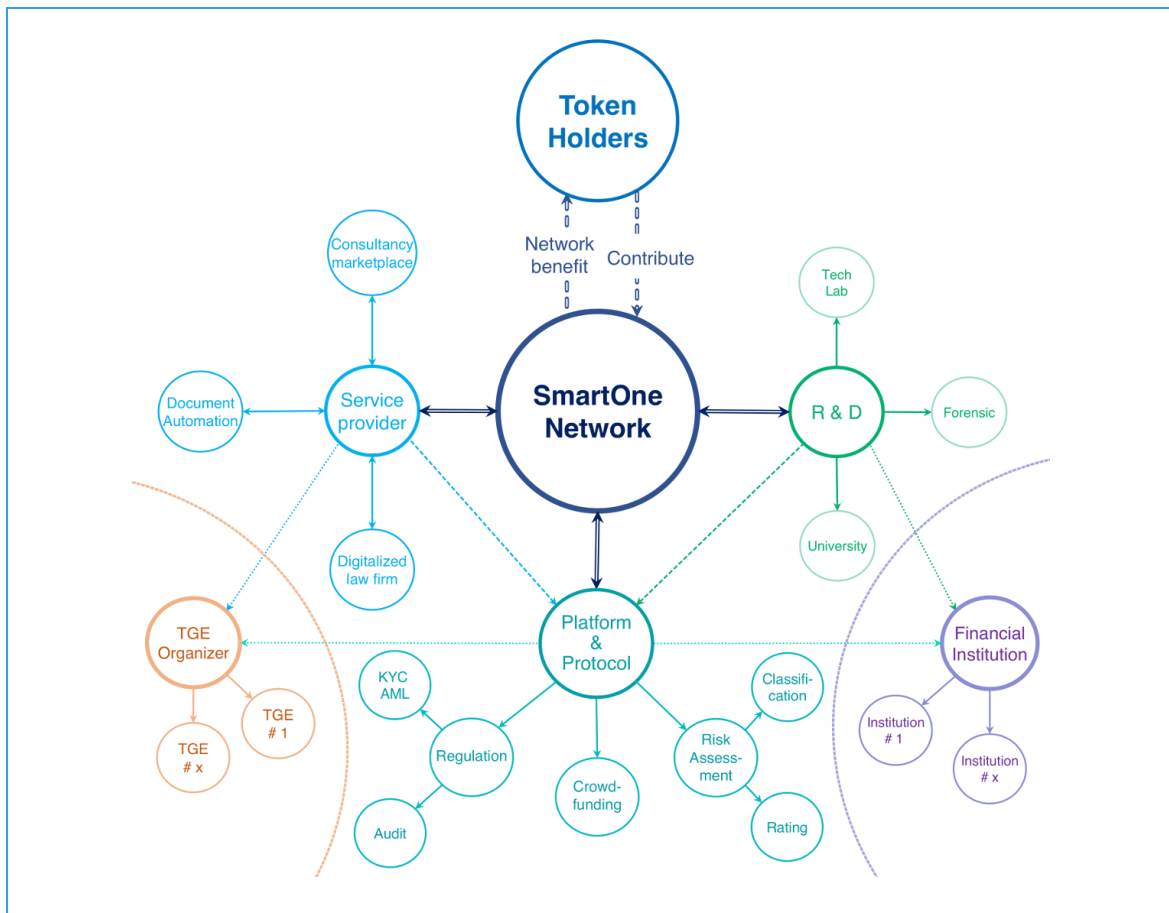 Token
Holders
Network
benefit
Contribute
Consultancy
marketplace
Tech
Lab
Document
Automation
Service
provider
SmartOne
Network
R & D
Forensic
Digitalized
law firm
University
TGE
Organizer
Platform
&
Protocol
Financial
Institution
KYC
AML
Classifi-
cation
TGE
# 1
TGE
# x
Regulation
Risk
Assess-
ment
Institution
# 1
Institution
# x
Crowd-
funding
Audit
Rating